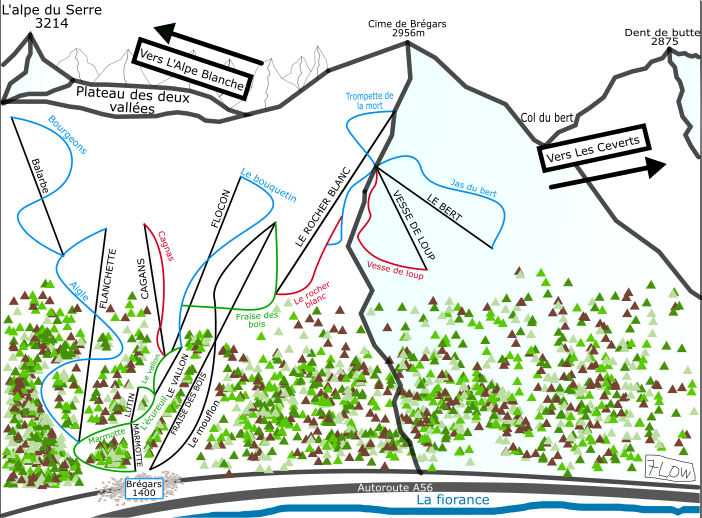 L'alpe du Serre
3214
Vers L'Alpe Blanche
Cime de Brégars
2956m
Dent de butte
2875
Plateau des deux
vallées
Trompette de
la mort
Col du bert
Vers Les Ceverts
Bourgeons
Balarbe
Le bouquetin
FLOCON
LE ROCHER BLANC
Jas du bert
LE BERT
VESSE DE LOUP
Vesse de loup
Cagnas
CAGANS
FLANCHETTE
Aigle
Le rocher
blanc
Fraise des
bois
Le vallon
LE VALLON
LUTIN
L'écureuil
FRAISE DES BOIS
Le mouflon
Marmotte
MARMOTTE
FLOW
Brégars
1400
Autoroute A56
La fiorance